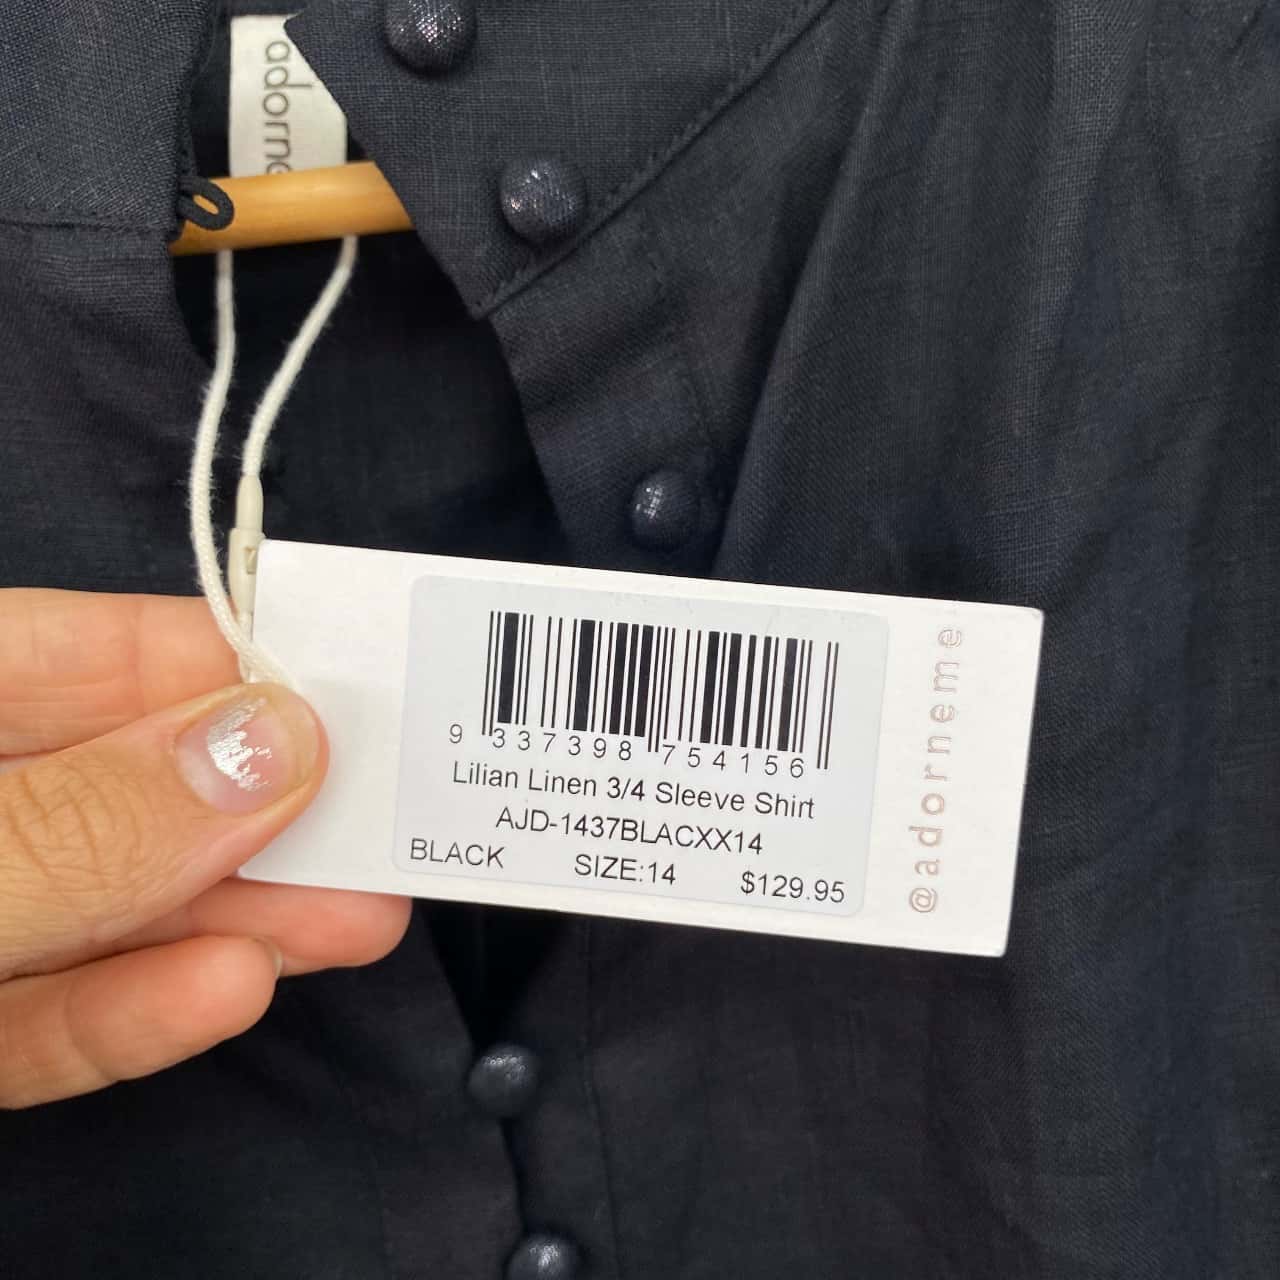 adorne
9 337398 754156
Lilian Linen 3/4 Sleeve Shirt
AJD-1437BLACXX14
BLACK SIZE:14 $129.95
@adorneme